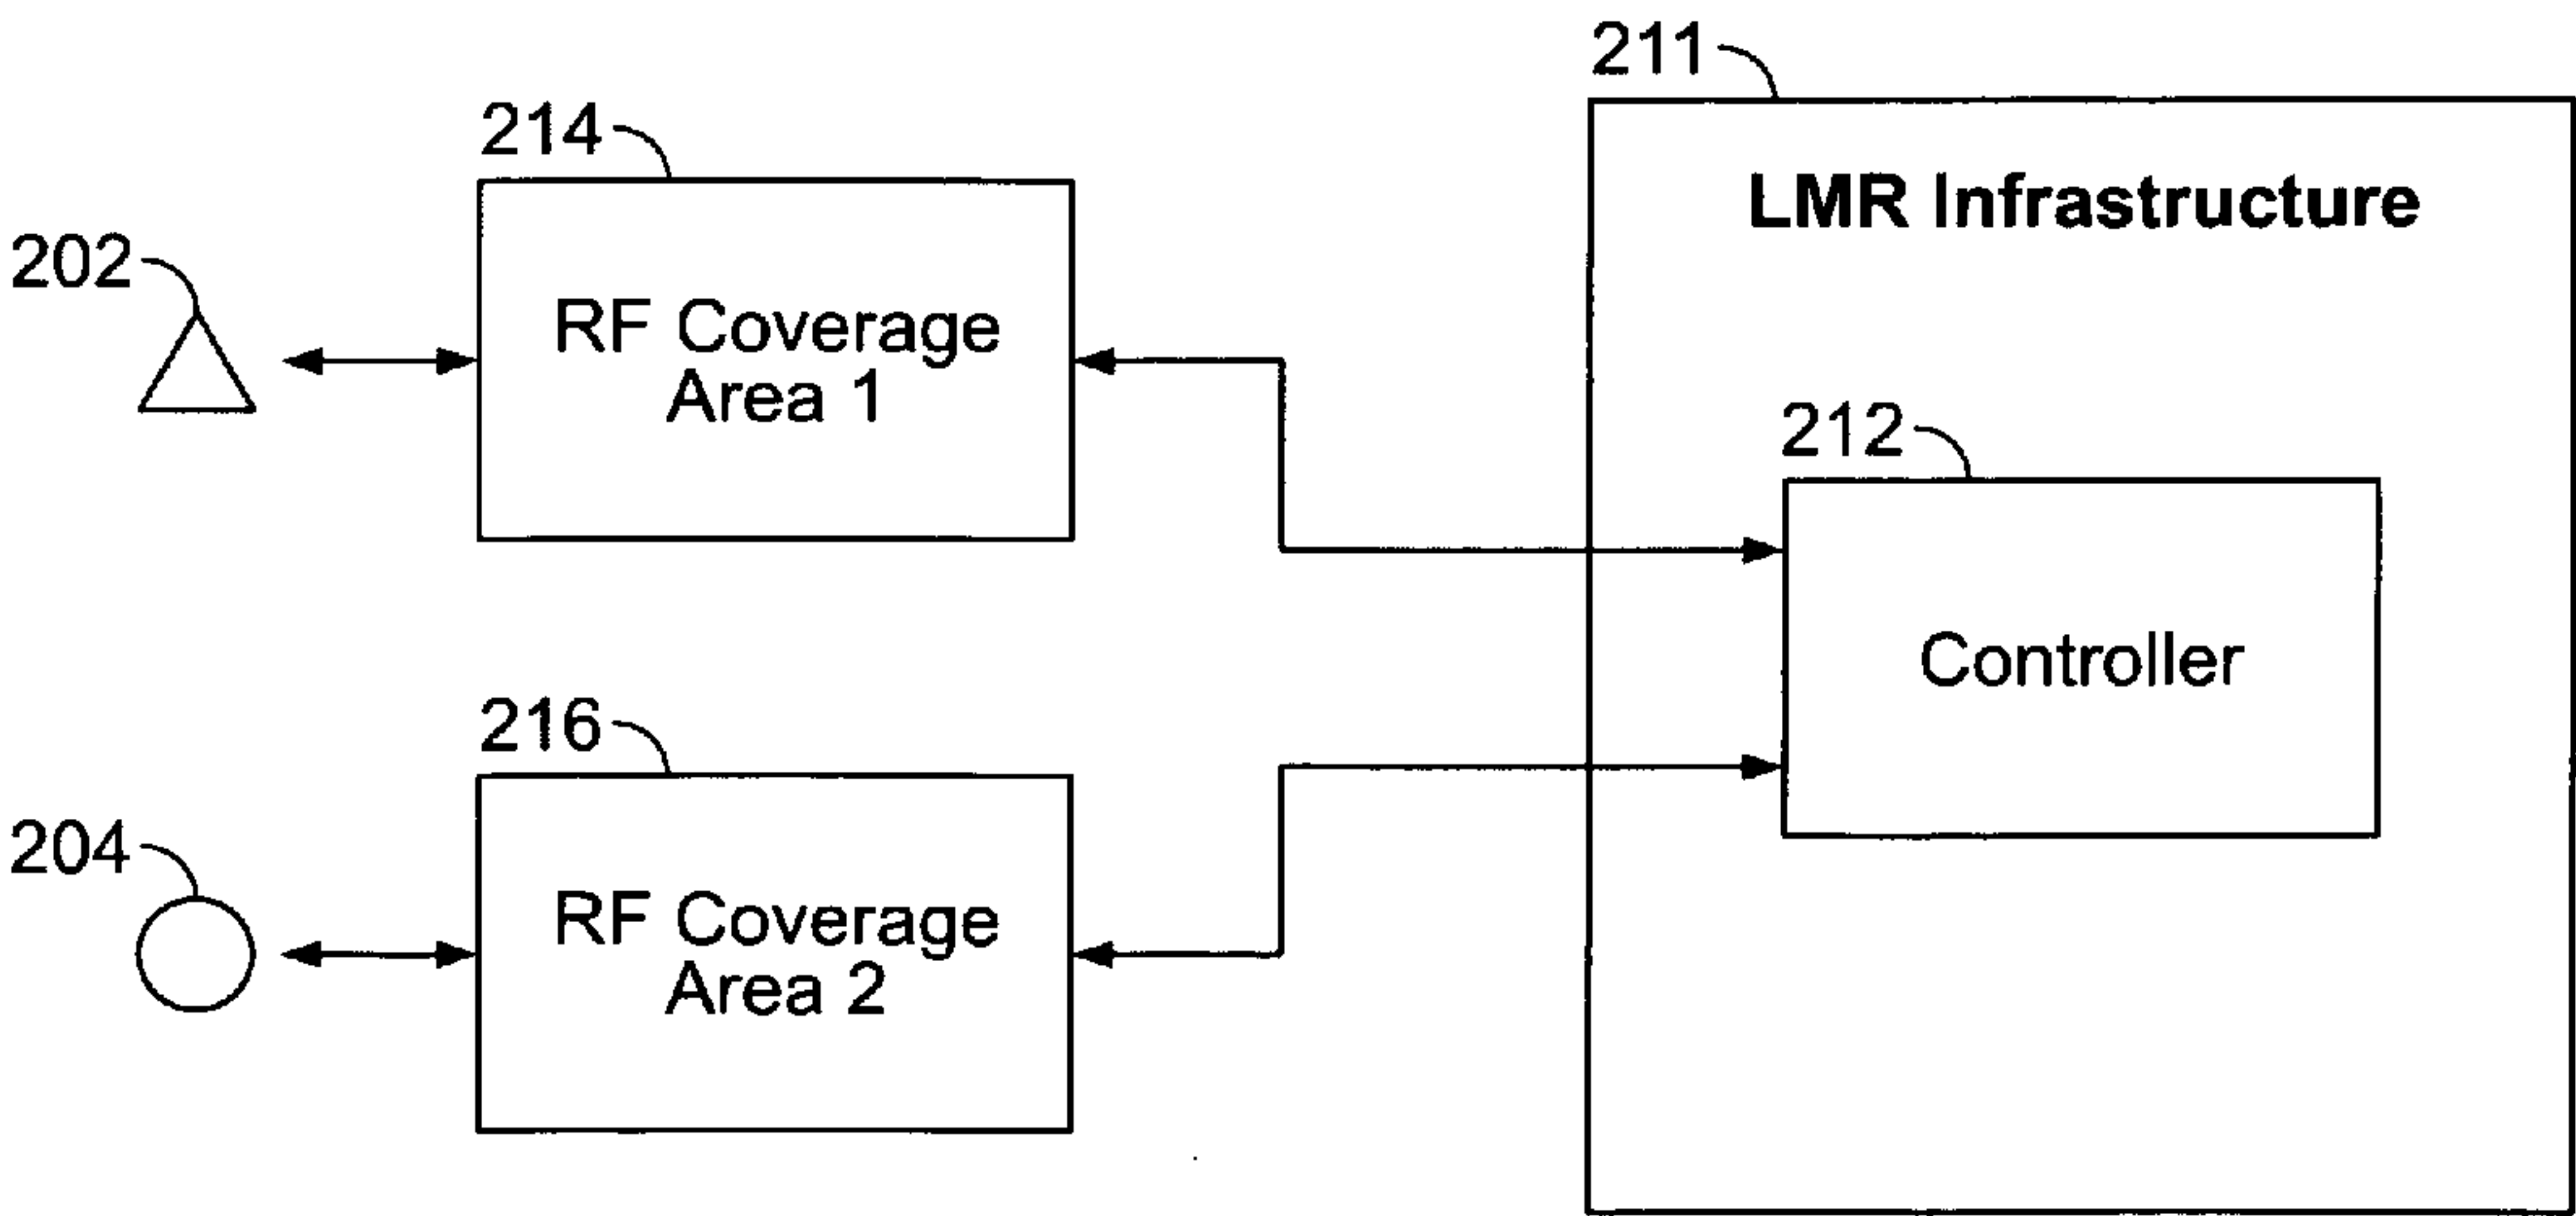 211
LMR Infrastructure
214
202
RF Coverage
Area 1
212
Controller
216
204
RF Coverage
Area 2